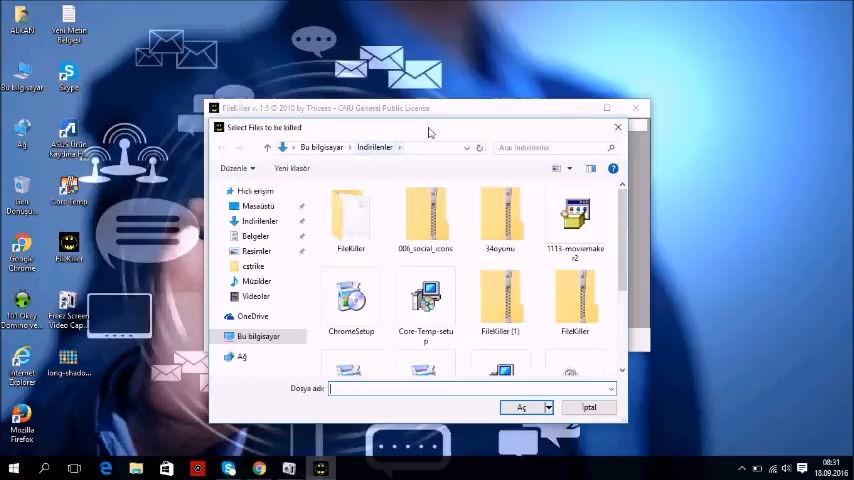 ALKAN
Yeni Metin
Belgesi
Bu bilgisayar
Skype
Ağ
ASUS Ürün
Kaydına H...
Geri
Dönüşü...
Core Temp
Google
Chrome
FileKiller
101 Okey
Domino ve...
Freez Screen
Video Cap...
Internet
Explorer
long-shado...
Mozilla
Firefox
FileKiller v. 1.5 © 2010 by Thizess - GNU General Public License
Select Files to be killed
Bu bilgisayar
İndirilenler
Ara: İndirilenler
Düzenle
Yeni klasör
Hızlı erişim
Masaüstü
İndirilenler
Belgeler
Resimler
cstrike
Müzikler
Videolar
OneDrive
Bu bilgisayar
Ağ
FileKiller
006_social_icons
34oyunu
1113-moviemake
r2
ChromeSetup
Core-Temp-setu
p
FileKiller (1)
FileKiller
Dosya adı:
Aç
İptal
08:31
18.09.2016